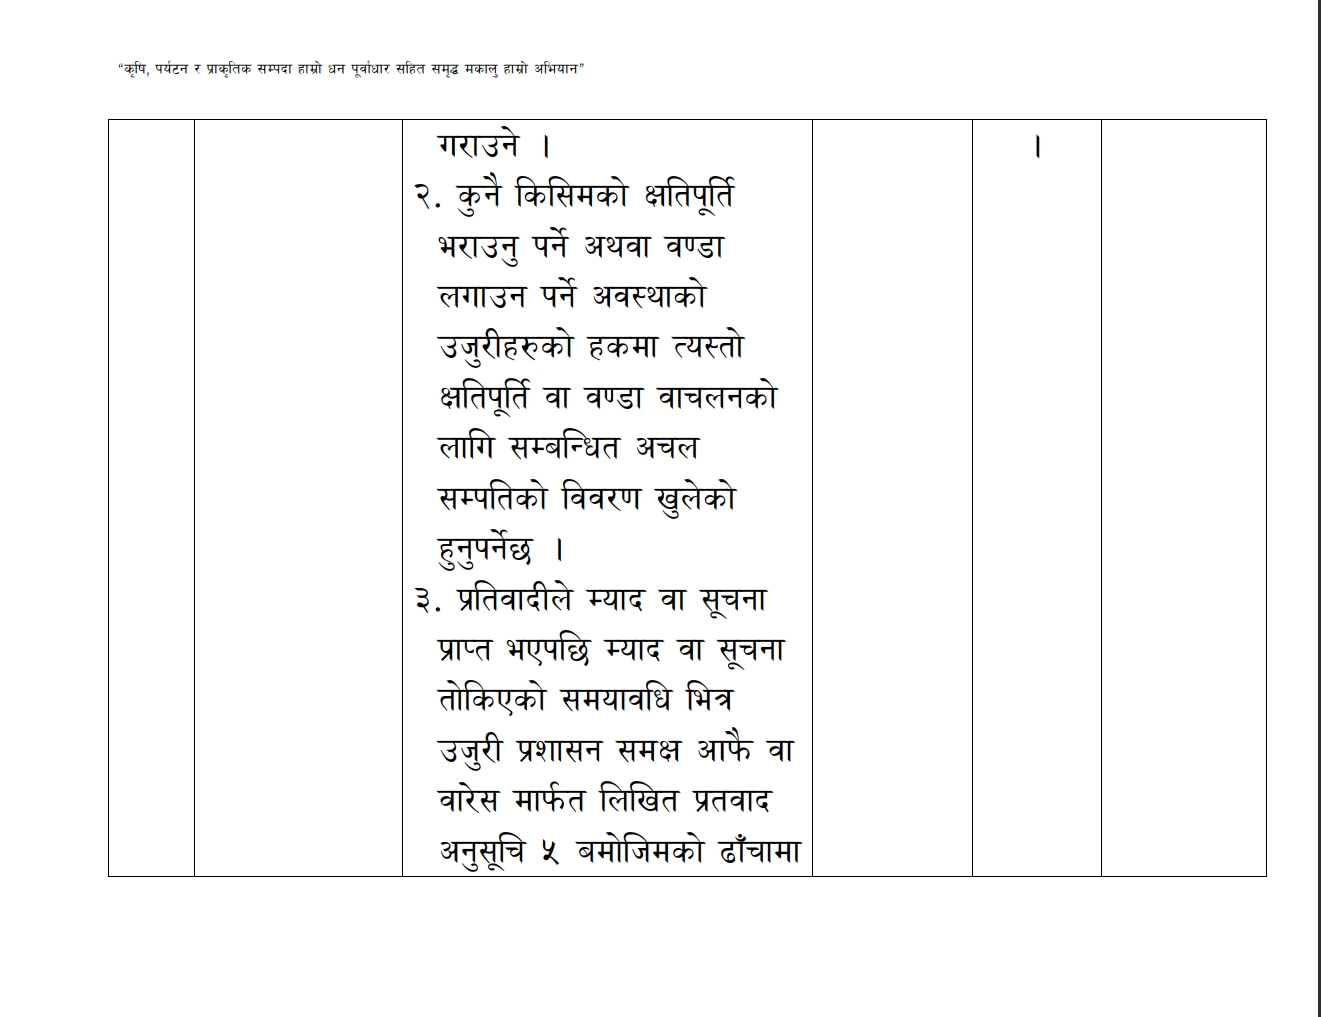 “कृषि, पर्यटन र प्राकृतिक सम्पदा हाम्रो धन पूर्वाधार सहित समृद्ध मकालु हाम्रो अभियान”
गराउने ।
।
२. कुनै किसिमको क्षतिपूर्ति
भराउनु पर्ने अथवा वण्डा
लगाउन पर्ने अवस्थाको
उजुरीहरुको हकमा त्यस्तो
क्षतिपूर्ति वा वण्डा वाचलनको
लागि सम्बन्धित अचल
सम्पतिको विवरण खुलेको
हुनुपर्नेछ ।
३. प्रतिवादीले म्याद वा सूचना
प्राप्त भएपछि म्याद वा सूचना
तोकिएको समयावधि भित्र
उजुरी प्रशासन समक्ष आफै वा
वारेस मार्फत लिखित प्रतवाद
अनुसूचि ५ बमोजिमको ढाँचामा